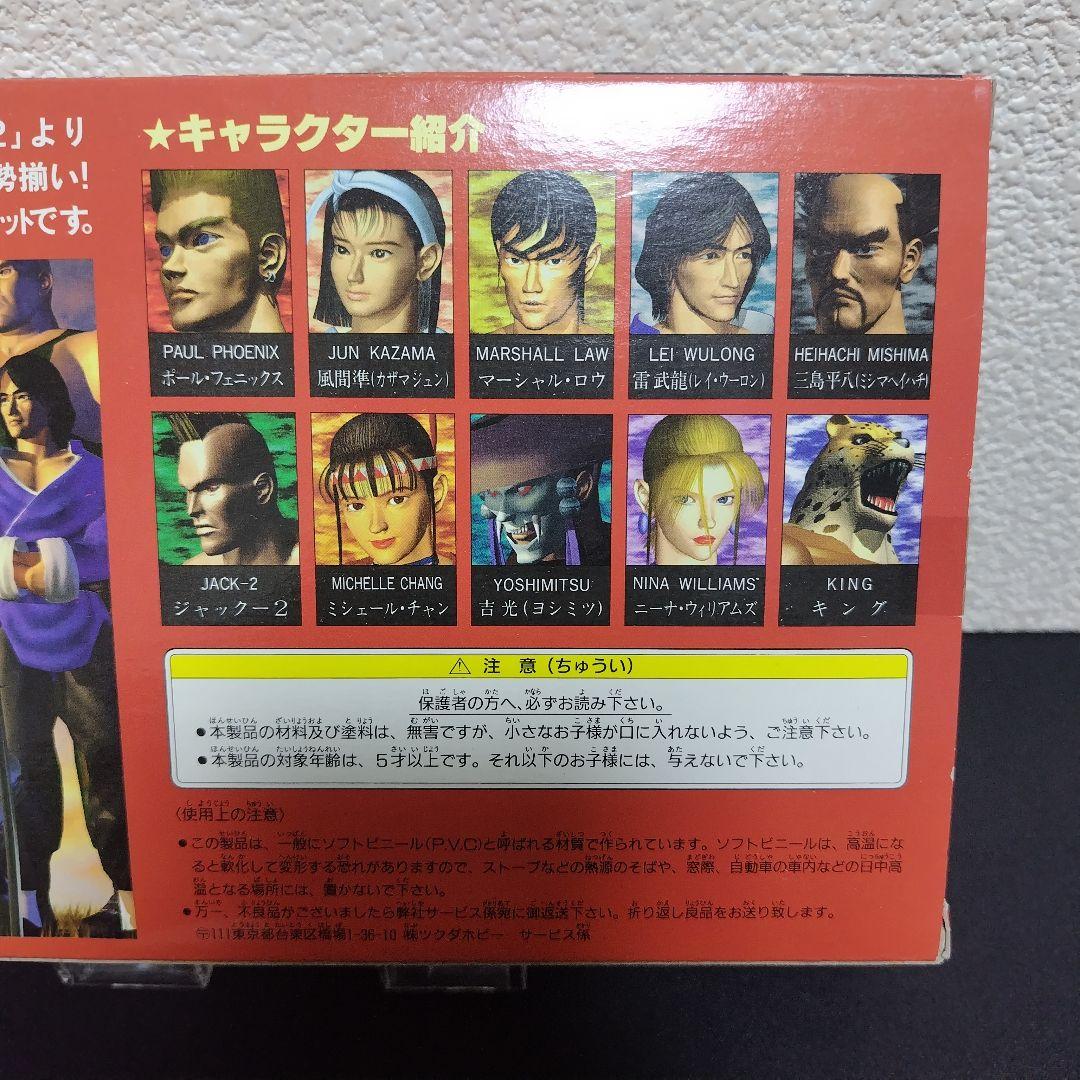 2」より
勢揃い!
ットです。
★キャラクター紹介
PAUL PHOENIX
ポール・フェニックス
JUN KAZAMA
風間準(カザマジュン)
MARSHALL LAW
マーシャル・ロウ
LEI WULONG
雷武龍(レイ・ウーロン)
HEIHACHI MISHIMA
三島平八(ミシマヘイハチ)
JACK-2
ジャック－2
MICHELLE CHANG
ミシェール・チャン
YOSHIMITSU
吉光(ヨシミツ)
NINA WILLIAMS
ニーナ・ウィリアムズ
KING
キング
⚠ 注 意(ちゅうい)
保護者の方へ、必ずお読み下さい。
●本製品の材料及び塗料は、無害ですが、小さなお子様が口に入れないよう、ご注意下さい。
●本製品の対象年齢は、5才以上です。それ以下のお子様には、与えないで下さい。
〈使用上の注意〉
●この製品は、一般にソフトビニール(P.V.C)と呼ばれる材質で作られています。ソフトビニールは、高温にな
ると軟化して変形する恐れがありますので、ストーブなどの熱源のそばや、窓際、自動車の車内などの日中高
温となる場所には、置かないで下さい。
●万一、不良品がございましたら弊社サービス係宛に御返送下さい。折り返し良品をお送り致します。
〒111東京都台東区橋場1-36-10 ㈱ツクダホビー サービス係